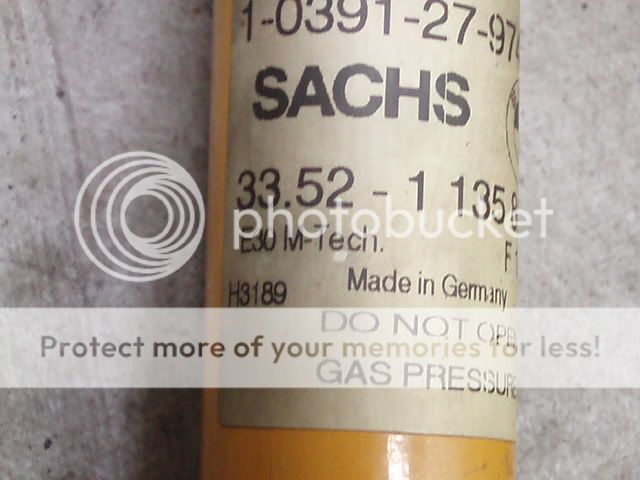 1-0391-27-97
SACHS
33.52 - 1 135
photobucket
E30 M-Tech.
F 1
H3189 Made in Germany
DO NOT OPE
Protect more of your memories for less!
GAS PRESSURE